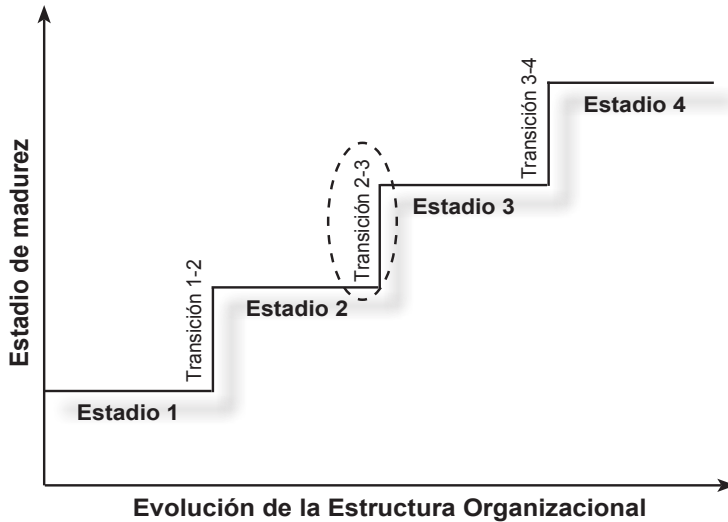 Estadio de madurez
Transición 3-4
Estadio 4
Transición 2-3
Estadio 3
Transición 1-2
Estadio 2
Estadio 1
Evolución de la Estructura Organizacional